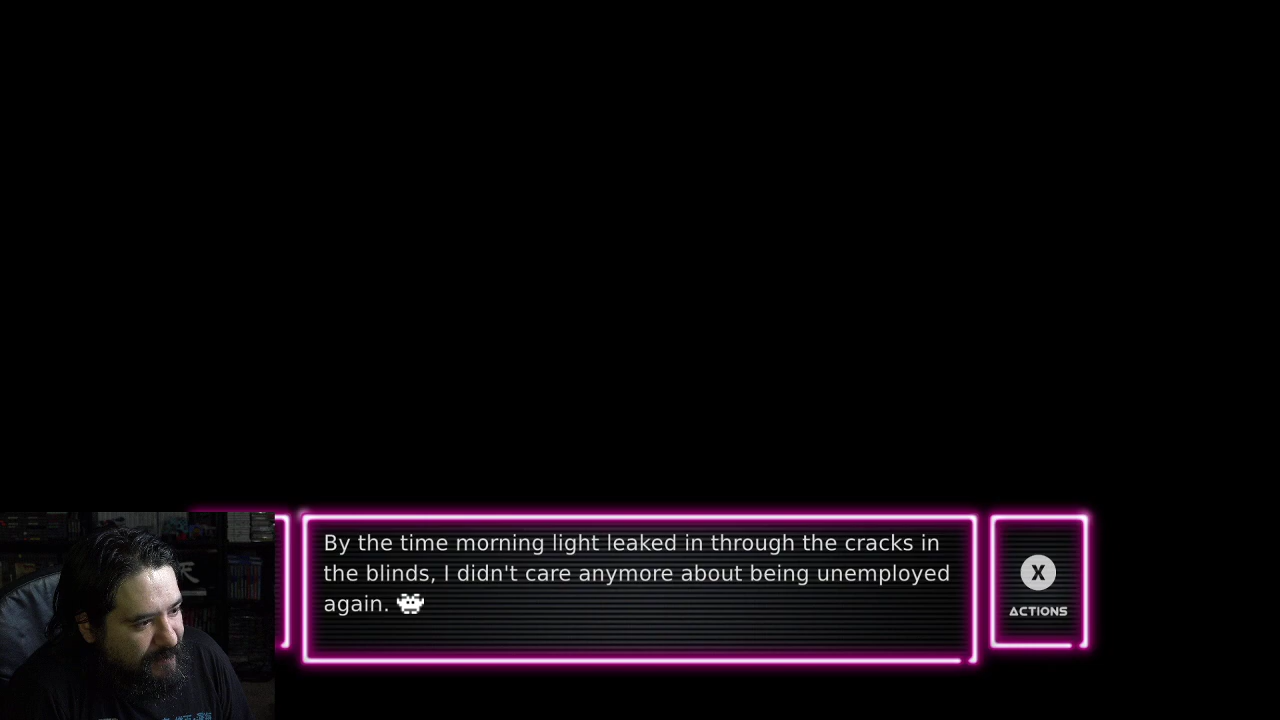 By the time morning light leaked in through the cracks in
the blinds, I didn't care anymore about being unemployed
again.
X
ACTIONS